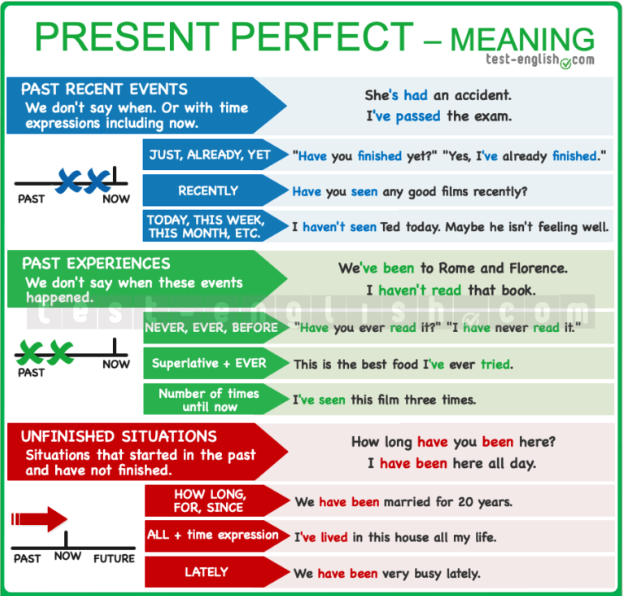 PRESENT PERFECT – MEANING
test-english.com
PAST RECENT EVENTS
We don't say when. Or with time
expressions including now.
She's had an accident.
I've passed the exam.
PAST
NOW
JUST, ALREADY, YET
"Have you finished yet?" "Yes, I've already finished."
RECENTLY
Have you seen any good films recently?
TODAY, THIS WEEK,
THIS MONTH, ETC.
I haven't seen Ted today. Maybe he isn't feeling well.
PAST EXPERIENCES
We don't say when these events
happened.
We've been to Rome and Florence.
I haven't read that book.
test-english.com
PAST
NOW
NEVER, EVER, BEFORE
"Have you ever read it?" "I have never read it."
Superlative + EVER
This is the best food I've ever tried.
Number of times
until now
I've seen this film three times.
UNFINISHED SITUATIONS
Situations that started in the past
and have not finished.
How long have you been here?
I have been here all day.
PAST
NOW
FUTURE
HOW LONG,
FOR, SINCE
We have been married for 20 years.
ALL + time expression
I've lived in this house all my life.
LATELY
We have been very busy lately.